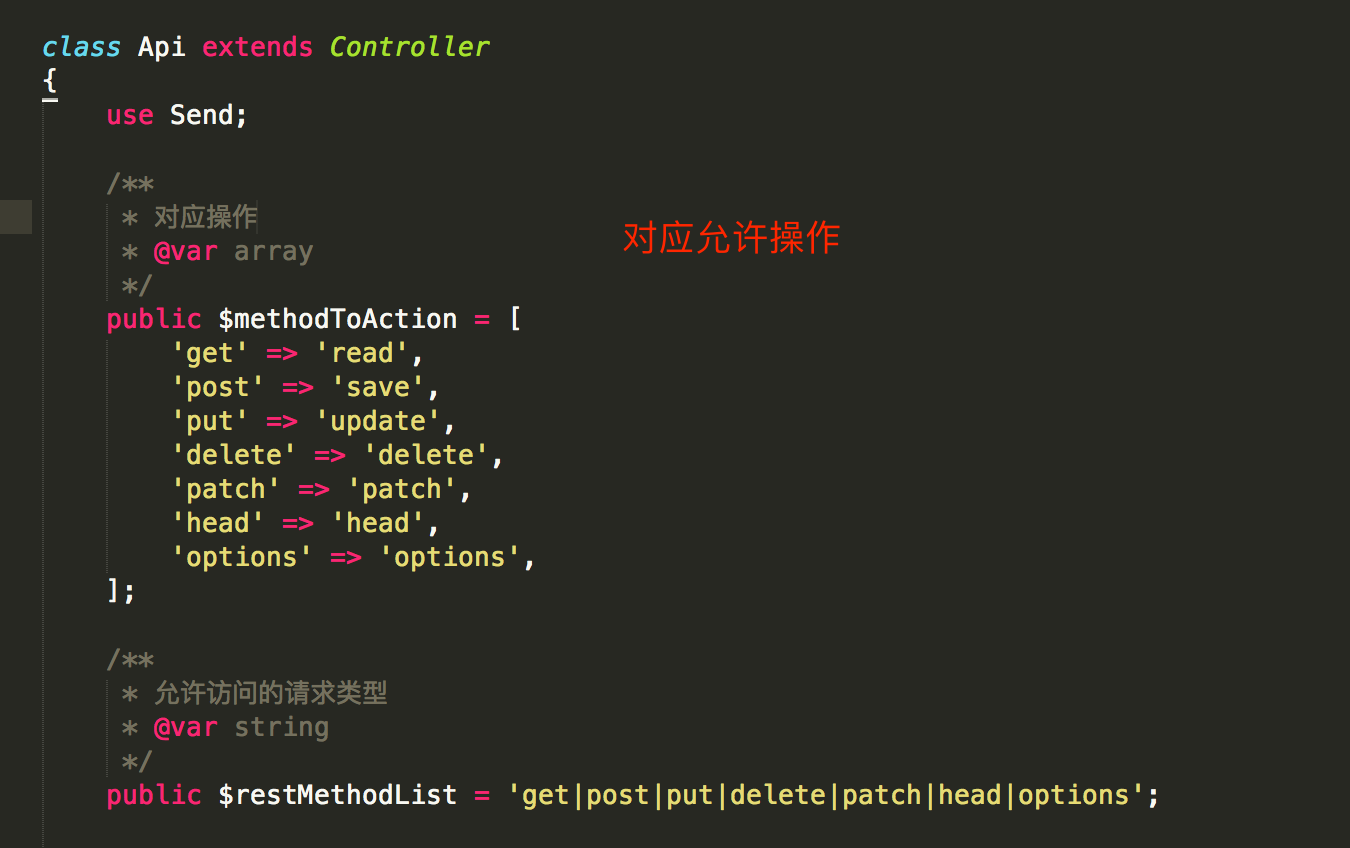 class Api extends Controller
{
    use Send;

    /**
     * 对应操作
     * @var array
     */
对应允许操作
    public $methodToAction = [
        'get' => 'read',
        'post' => 'save',
        'put' => 'update',
        'delete' => 'delete',
        'patch' => 'patch',
        'head' => 'head',
        'options' => 'options',
    ];

    /**
     * 允许访问的请求类型
     * @var string
     */
    public $restMethodList = 'get|post|put|delete|patch|head|options';